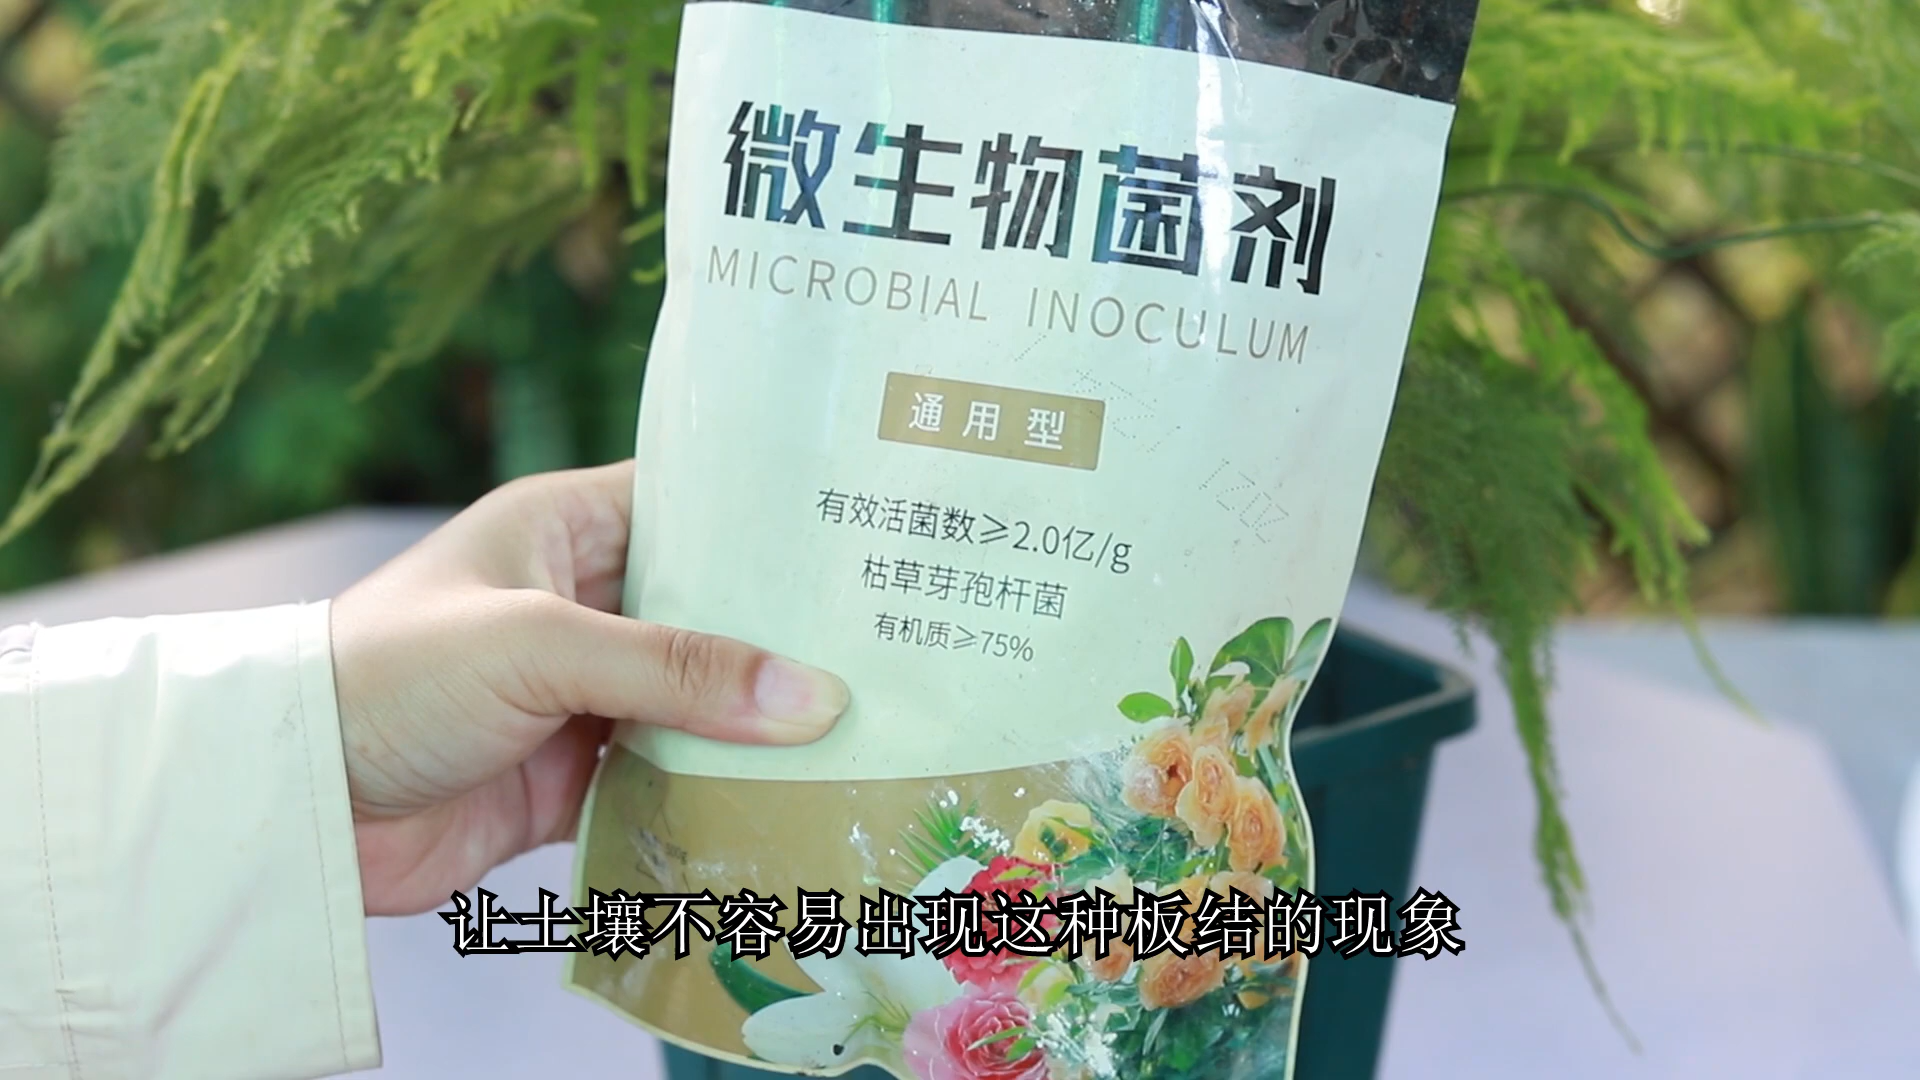 微生物菌剂
MICROBIAL INOCULUM
通用型
有效活菌数≥2.0亿/g
枯草芽孢杆菌
有机质≥75%
让土壤不容易出现这种板结的现象